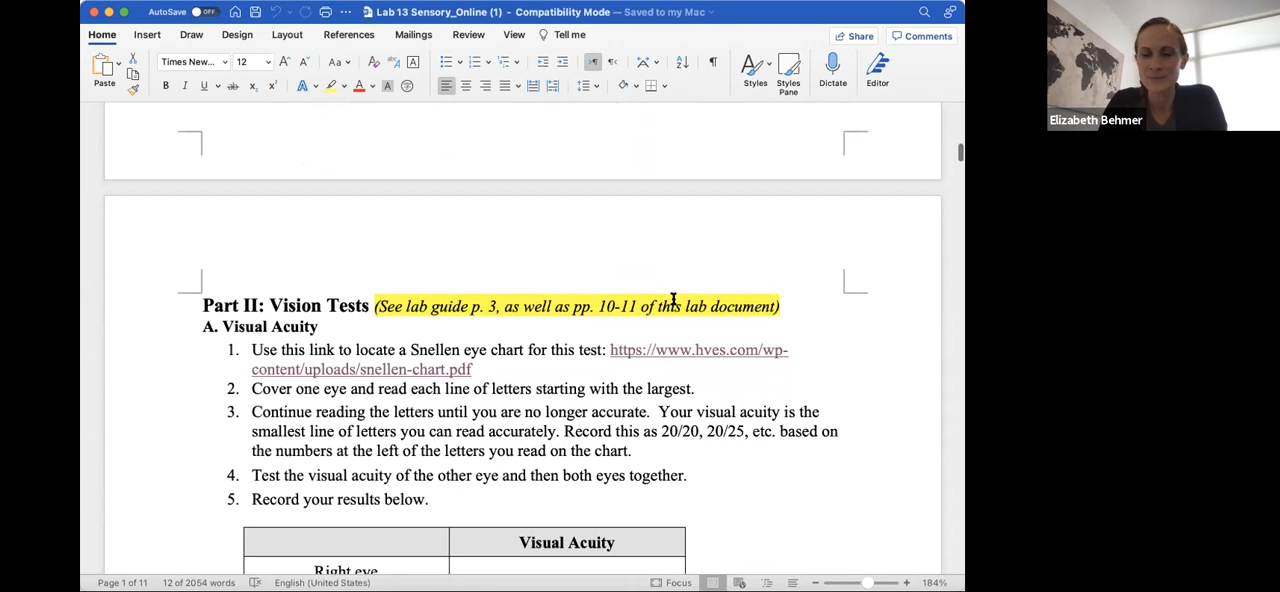 AutoSave OFF Lab 13 Sensory_Online (1) - Compatibility Mode — Saved to my Mac
Home Insert Draw Design Layout References Mailings Review View Tell me Share Comments
Times New... 12 Aa
Paste Styles Styles Pane Dictate Editor
B I U ab x₂ x² A A A
Elizabeth Behmer
Part II: Vision Tests (See lab guide p. 3, as well as pp. 10-11 of this lab document)
A. Visual Acuity
1. Use this link to locate a Snellen eye chart for this test: https://www.hves.com/wp-
content/uploads/snellen-chart.pdf
2. Cover one eye and read each line of letters starting with the largest.
3. Continue reading the letters until you are no longer accurate. Your visual acuity is the
smallest line of letters you can read accurately. Record this as 20/20, 20/25, etc. based on
the numbers at the left of the letters you read on the chart.
4. Test the visual acuity of the other eye and then both eyes together.
5. Record your results below.
Visual Acuity
Right eye
Page 1 of 11 12 of 2054 words English (United States) Focus 184%